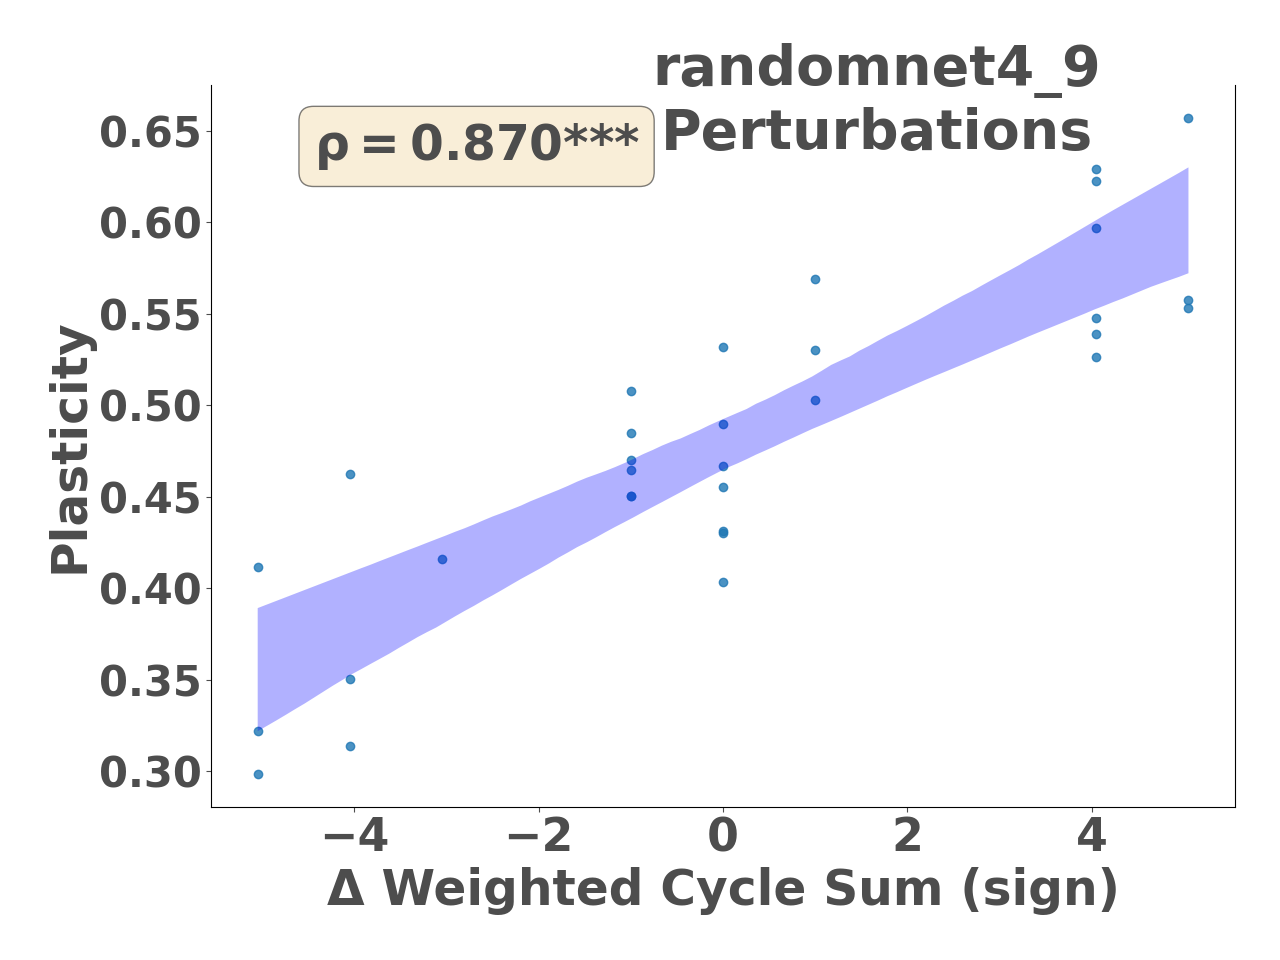 randomnet4_9
Perturbations
ρ = 0.870***
0.65
0.60
0.55
0.50
0.45
0.40
0.35
0.30
Plasticity
−4 −2 0 2 4
Δ Weighted Cycle Sum (sign)